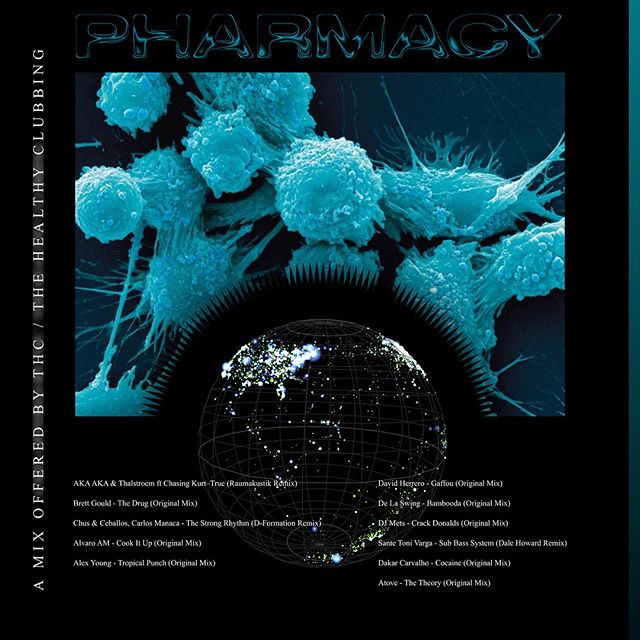 PHARMACY
A MIX OFFERED BY THC / THE HEALTHY CLUBBING
AKA AKA & Thalstroem ft Chasing Kurt–True (Raumakustik Remix)
Brett Gould - The Drug (Original Mix)
Chus & Ceballos, Carlos Manaca - The Strong Rhythm (D-Formation Remix)
Alvaro AM - Cook It Up (Original Mix)
Alex Young - Tropical Punch (Original Mix)
David Herrero - Gaffou (Original Mix)
De La Swing - Bambooda (Original Mix)
DJ Mets - Crack Donalds (Original Mix)
Sante Toni Varga - Sub Bass System (Dale Howard Remix)
Dakar Carvalho - Cocaine (Original Mix)
Atove - The Theory (Original Mix)